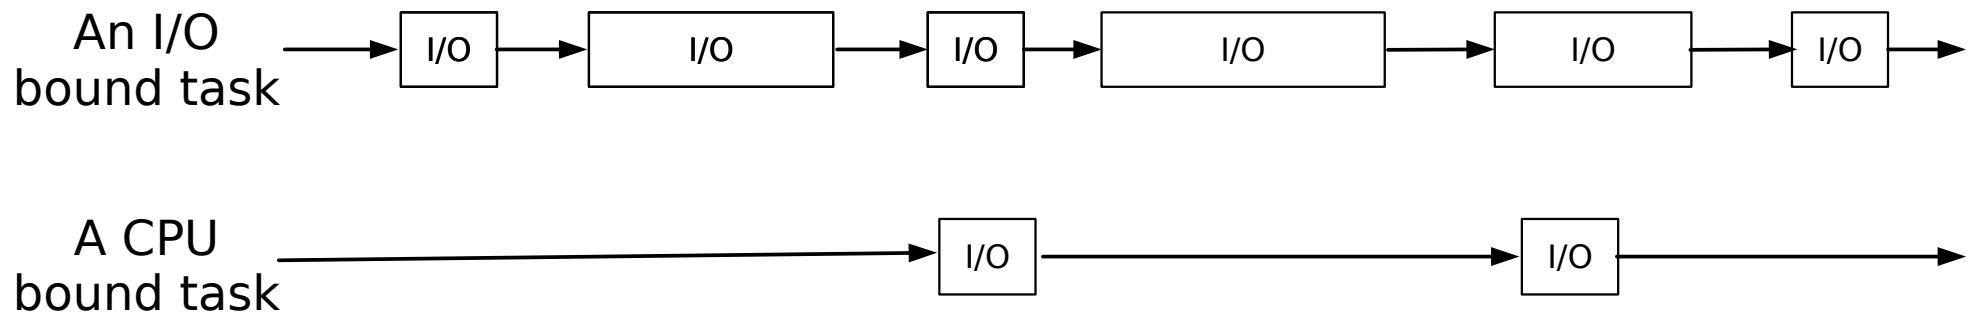 An I/O
bound task
I/O
I/O
I/O
I/O
I/O
I/O
A CPU
bound task
I/O
I/O